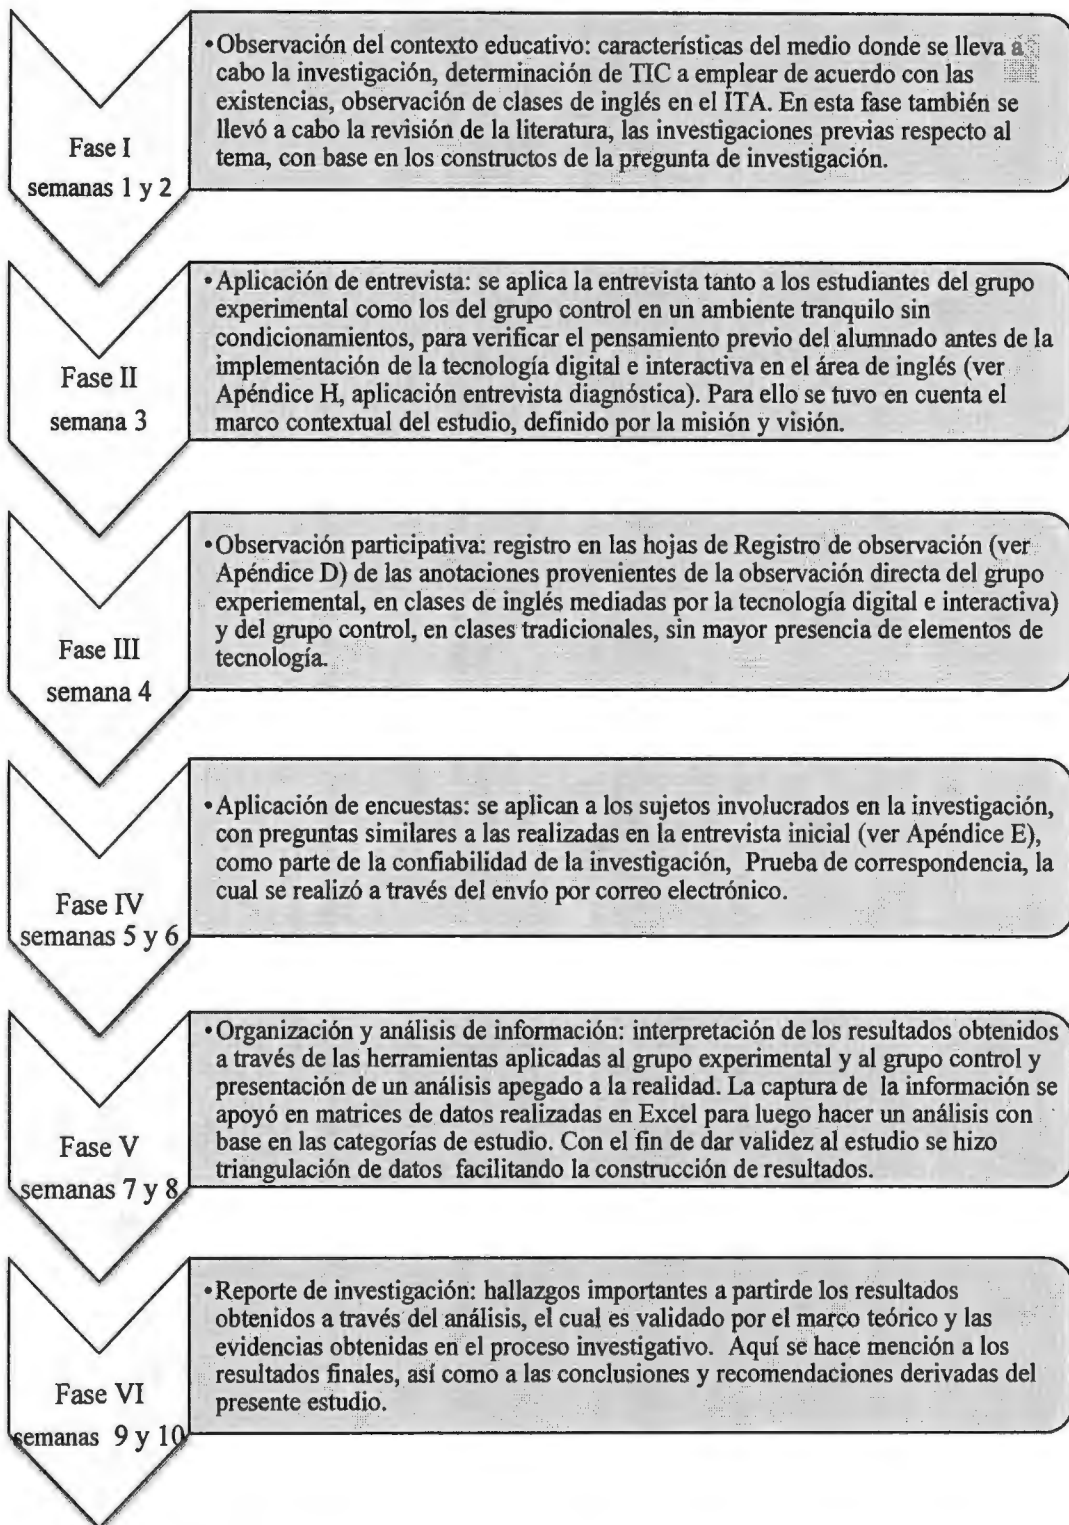 Fase I
semanas 1 y 2
•Observación del contexto educativo: características del medio donde se lleva a
cabo la investigación, determinación de TIC a emplear de acuerdo con las
existencias, observación de clases de inglés en el ITA. En esta fase también se
llevó a cabo la revisión de la literatura, las investigaciones previas respecto al
tema, con base en los constructos de la pregunta de investigación.
Fase II
semana 3
•Aplicación de entrevista: se aplica la entrevista tanto a los estudiantes del grupo
experimental como los del grupo control en un ambiente tranquilo sin
condicionamientos, para verificar el pensamiento previo del alumnado antes de la
implementación de la tecnología digital e interactiva en el área de inglés (ver
Apéndice H, aplicación entrevista diagnóstica). Para ello se tuvo en cuenta el
marco contextual del estudio, definido por la misión y visión.
Fase III
semana 4
•Observación participativa: registro en las hojas de Registro de observación (ver
Apéndice D) de las anotaciones provenientes de la observación directa del grupo
experiemental, en clases de inglés mediadas por la tecnología digital e interactiva)
y del grupo control, en clases tradicionales, sin mayor presencia de elementos de
tecnología.
Fase IV
semanas 5 y 6
•Aplicación de encuestas: se aplican a los sujetos involucrados en la investigación,
con preguntas similares a las realizadas en la entrevista inicial (ver Apéndice E),
como parte de la confiabilidad de la investigación, Prueba de correspondencia, la
cual se realizó a través del envío por correo electrónico.
Fase V
semanas 7 y 8
•Organización y análisis de información: interpretación de los resultados obtenidos
a través de las herramientas aplicadas al grupo experimental y al grupo control y
presentación de un análisis apegado a la realidad. La captura de la información se
apoyó en matrices de datos realizadas en Excel para luego hacer un análisis con
base en las categorías de estudio. Con el fin de dar validez al estudio se hizo
triangulación de datos facilitando la construcción de resultados.
Fase VI
semanas 9 y 10
•Reporte de investigación: hallazgos importantes a partirde los resultados
obtenidos a través del análisis, el cual es validado por el marco teórico y las
evidencias obtenidas en el proceso investigativo. Aquí se hace mención a los
resultados finales, así como a las conclusiones y recomendaciones derivadas del
presente estudio.